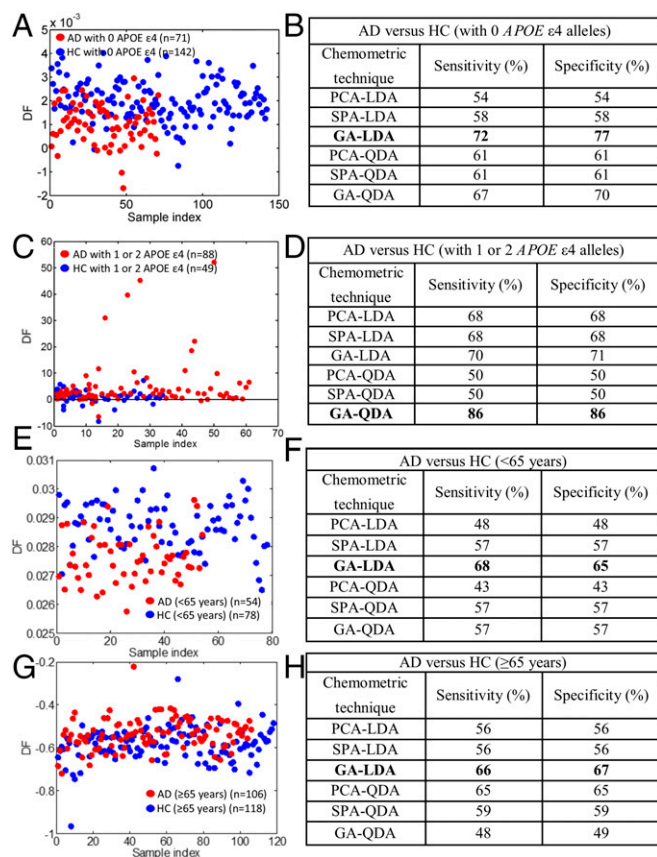 A
×10⁻³
AD with 0 APOE ε4 (n=71)
HC with 0 APOE ε4 (n=142)
5
4
3
2
1
0
-1
-2
DF
0 50 100 150
Sample index
B
AD versus HC (with 0 APOE ε4 alleles)
Chemometric technique Sensitivity (%) Specificity (%)
PCA-LDA 54 54
SPA-LDA 58 58
GA-LDA 72 77
PCA-QDA 61 61
SPA-QDA 61 61
GA-QDA 67 70
C
AD with 1 or 2 APOE ε4 (n=88)
HC with 1 or 2 APOE ε4 (n=49)
60
50
40
30
20
10
0
-10
DF
0 10 20 30 40 50 60 70
Sample index
D
AD versus HC (with 1 or 2 APOE ε4 alleles)
Chemometric technique Sensitivity (%) Specificity (%)
PCA-LDA 68 68
SPA-LDA 68 68
GA-LDA 70 71
PCA-QDA 50 50
SPA-QDA 50 50
GA-QDA 86 86
E
0.031
0.03
0.029
0.028
0.027
0.026
0.025
DF
AD (<65 years) (n=54)
HC (<65 years) (n=78)
0 20 40 60 80
Sample index
F
AD versus HC (<65 years)
Chemometric technique Sensitivity (%) Specificity (%)
PCA-LDA 48 48
SPA-LDA 57 57
GA-LDA 68 65
PCA-QDA 43 43
SPA-QDA 57 57
GA-QDA 57 57
G
-0.2
-0.4
-0.6
-0.8
-1
DF
AD (≥65 years) (n=106)
HC (≥65 years) (n=118)
0 20 40 60 80 100 120
Sample index
H
AD versus HC (≥65 years)
Chemometric technique Sensitivity (%) Specificity (%)
PCA-LDA 56 56
SPA-LDA 56 56
GA-LDA 66 67
PCA-QDA 65 65
SPA-QDA 59 59
GA-QDA 48 49